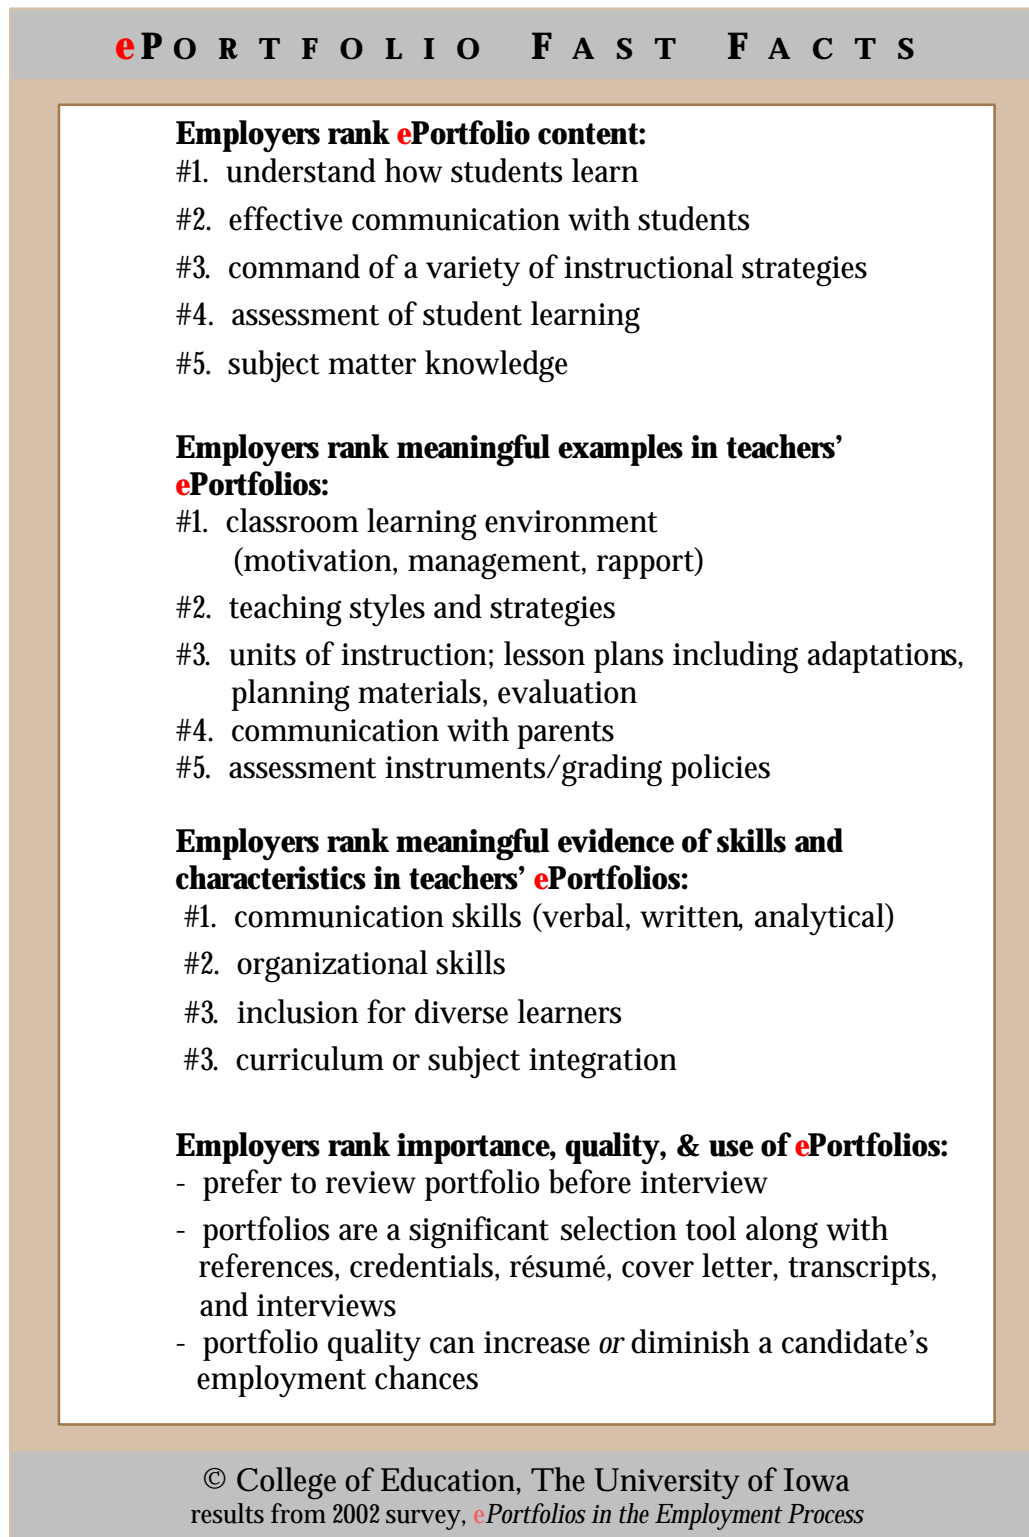 ePORTFOLIO FAST FACTS
Employers rank ePortfolio content:
#1. understand how students learn
#2. effective communication with students
#3. command of a variety of instructional strategies
#4. assessment of student learning
#5. subject matter knowledge
Employers rank meaningful examples in teachers’
ePortfolios:
#1. classroom learning environment
(motivation, management, rapport)
#2. teaching styles and strategies
#3. units of instruction; lesson plans including adaptations,
planning materials, evaluation
#4. communication with parents
#5. assessment instruments/grading policies
Employers rank meaningful evidence of skills and
characteristics in teachers’ ePortfolios:
#1. communication skills (verbal, written, analytical)
#2. organizational skills
#3. inclusion for diverse learners
#3. curriculum or subject integration
Employers rank importance, quality, & use of ePortfolios:
- prefer to review portfolio before interview
- portfolios are a significant selection tool along with
references, credentials, résumé, cover letter, transcripts,
and interviews
- portfolio quality can increase or diminish a candidate’s
employment chances
© College of Education, The University of Iowa
results from 2002 survey, ePortfolios in the Employment Process